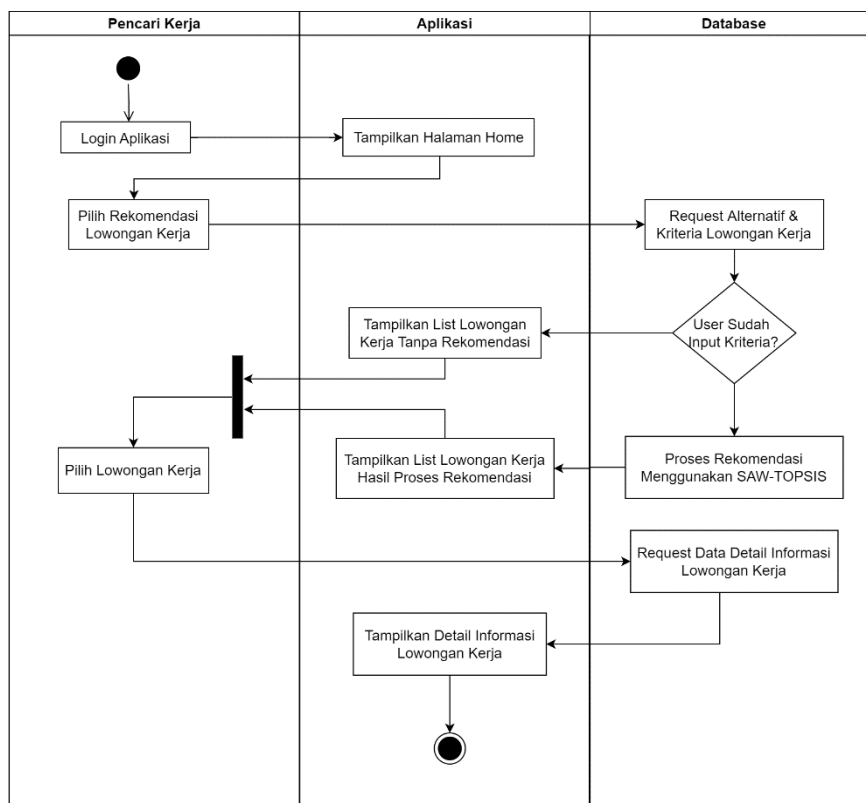 Pencari Kerja
Aplikasi
Database
Login Aplikasi
Tampilkan Halaman Home
Pilih Rekomendasi
Lowongan Kerja
Request Alternatif &
Kriteria Lowongan Kerja
User Sudah
Input Kriteria?
Tampilkan List Lowongan
Kerja Tanpa Rekomendasi
Proses Rekomendasi
Menggunakan SAW-TOPSIS
Tampilkan List Lowongan Kerja
Hasil Proses Rekomendasi
Pilih Lowongan Kerja
Request Data Detail Informasi
Lowongan Kerja
Tampilkan Detail Informasi
Lowongan Kerja